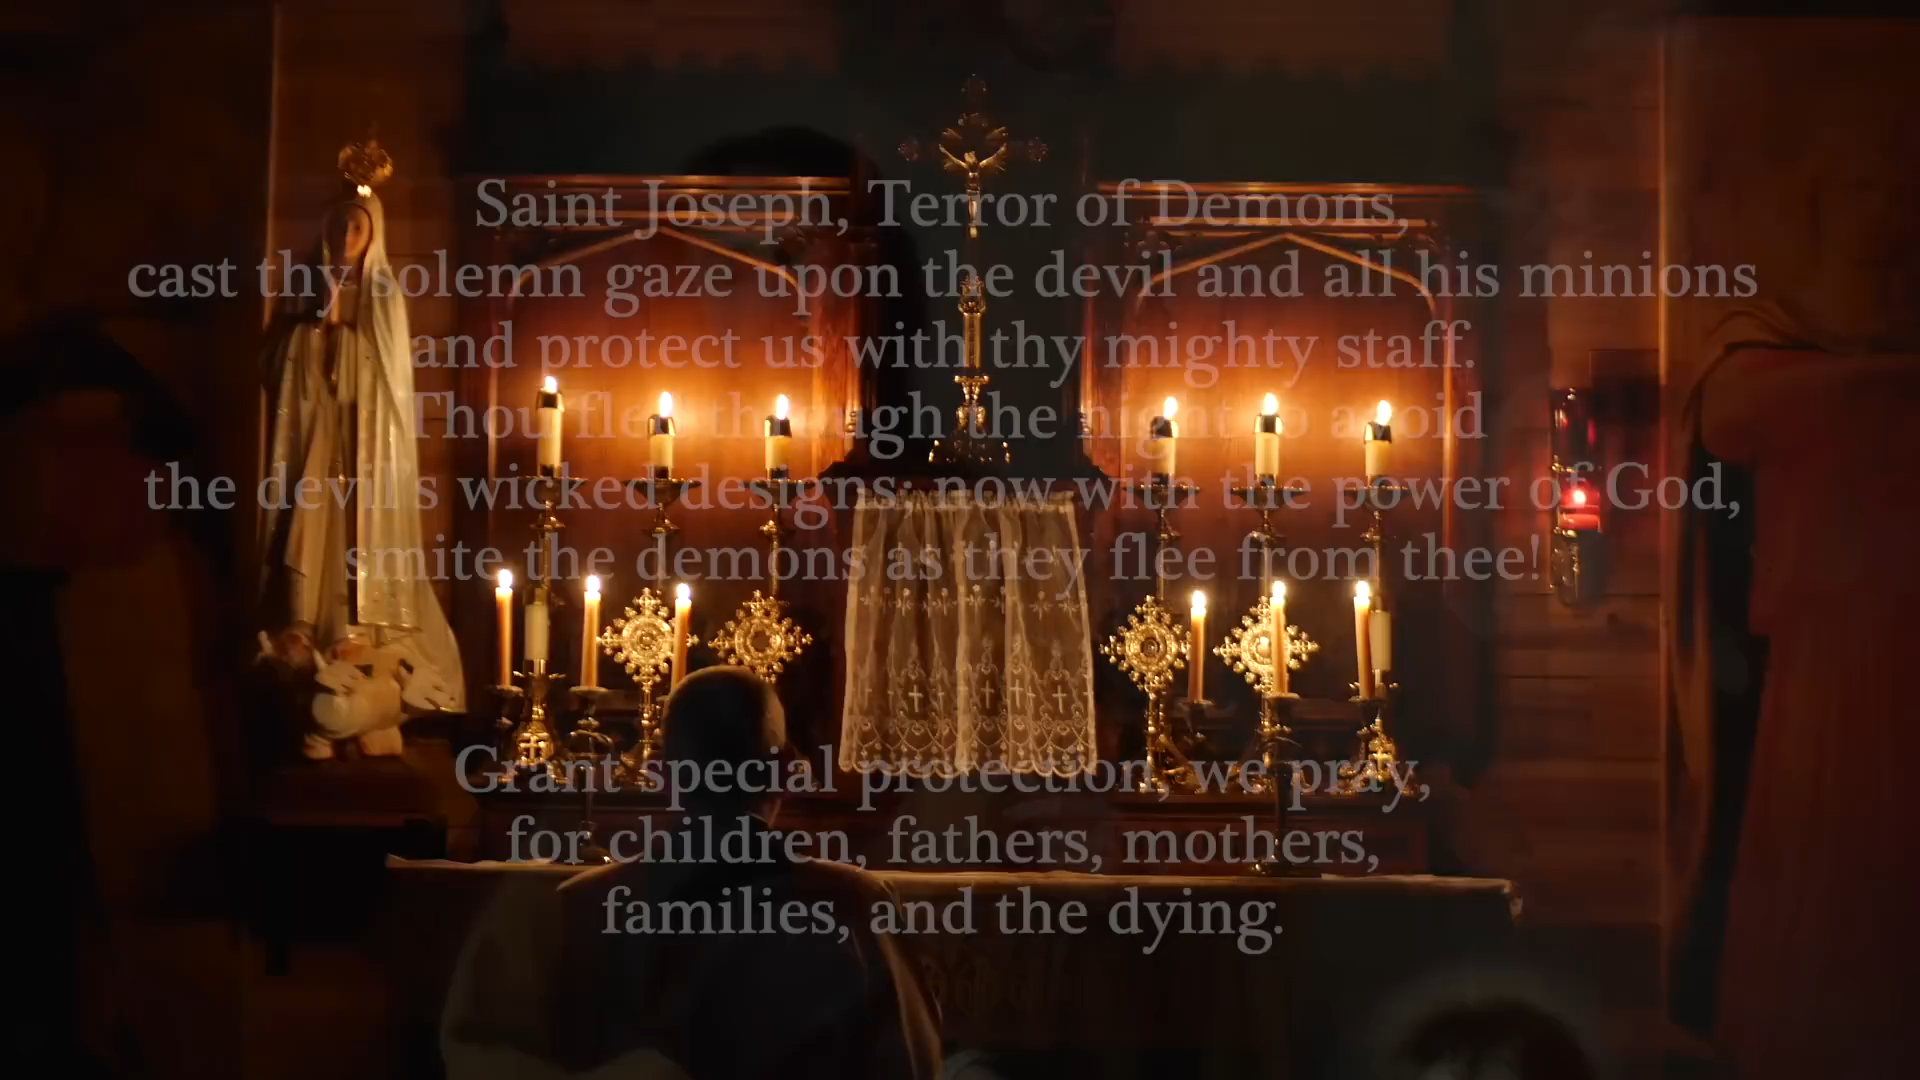 Saint Joseph, Terror of Demons,
cast thy solemn gaze upon the devil and all his minions
and protect us with thy mighty staff.
Thou fled through the night to avoid
the devil's wicked designs; now with the power of God,
smite the demons as they flee from thee!
Grant special protection, we pray,
for children, fathers, mothers,
families, and the dying.